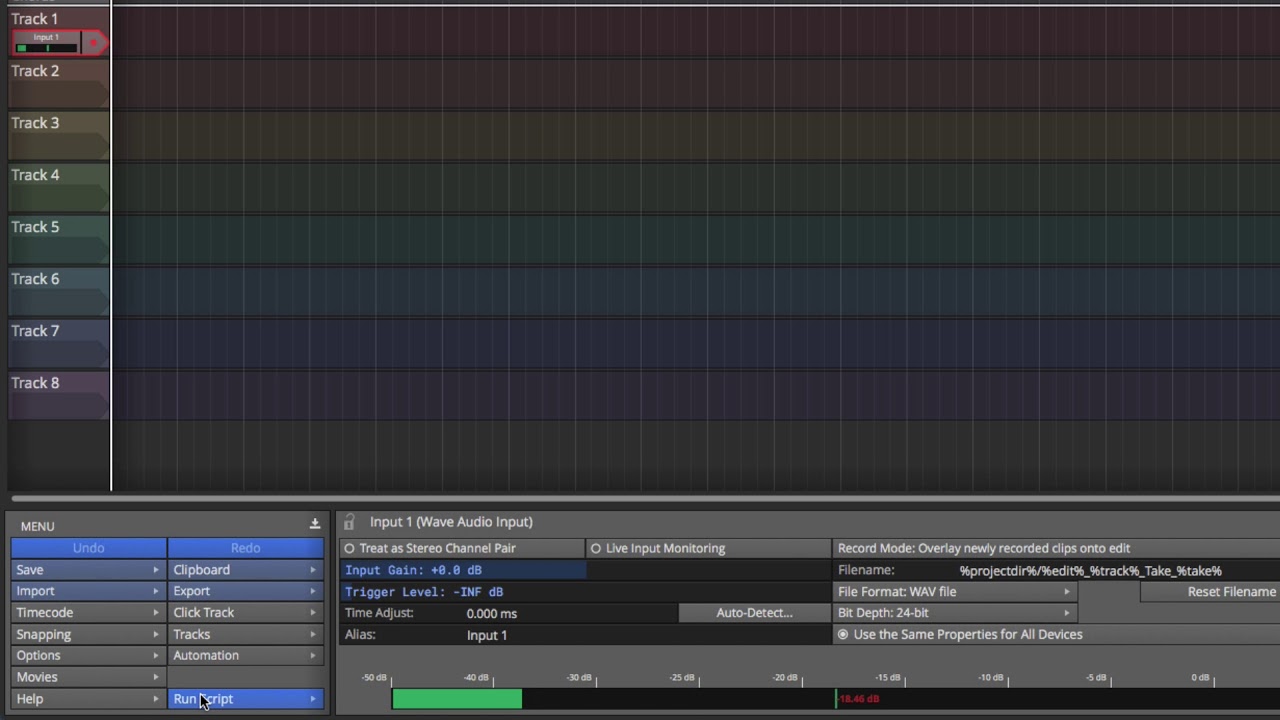 Track 1
Input 1
Track 2
Track 3
Track 4
Track 5
Track 6
Track 7
Track 8
MENU
Undo Redo
Save Clipboard
Import Export
Timecode Click Track
Snapping Tracks
Options Automation
Movies
Help Run Script
Input 1 (Wave Audio Input)
Treat as Stereo Channel Pair Live Input Monitoring Record Mode: Overlay newly recorded clips onto edit
Input Gain: +0.0 dB Filename: %projectdir%/%edit%_%track%_Take_%take%
Trigger Level: -INF dB File Format: WAV file Reset Filename
Time Adjust: 0.000 ms Auto-Detect... Bit Depth: 24-bit
Alias: Input 1 Use the Same Properties for All Devices
-50 dB -40 dB -30 dB -25 dB -20 dB -15 dB -10 dB -5 dB 0 dB
-18.46 dB